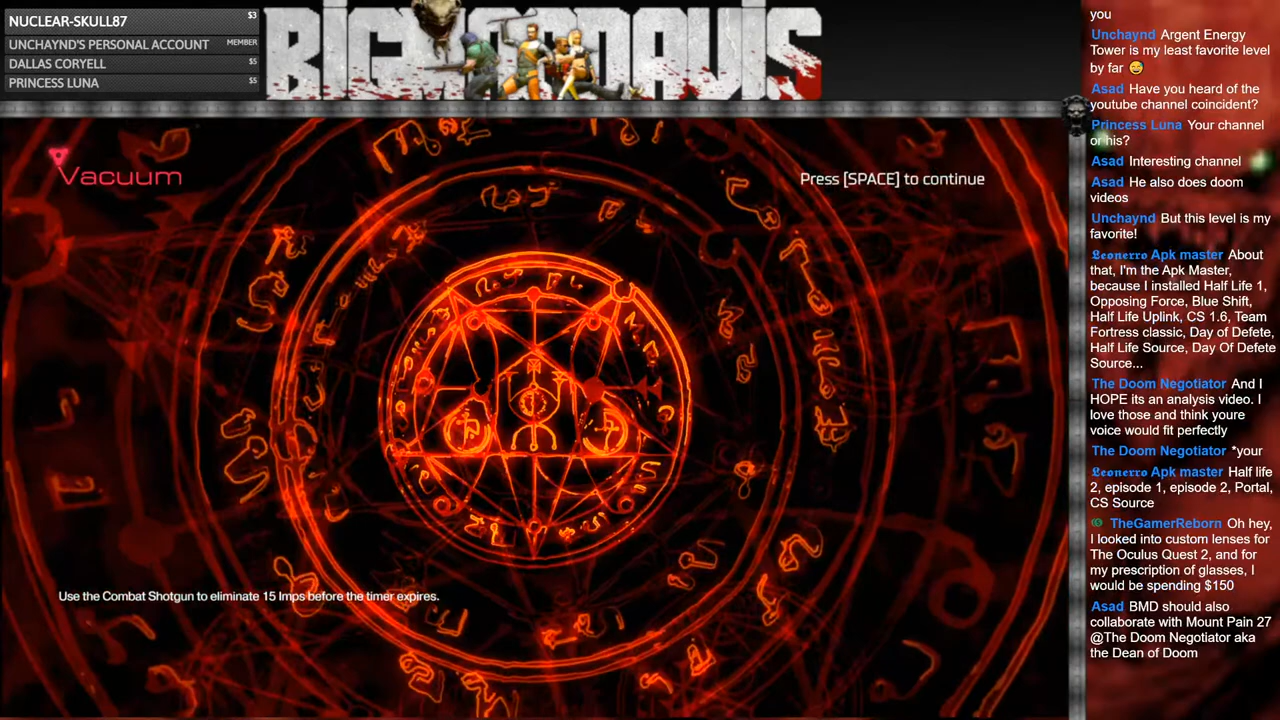 NUCLEAR-SKULL87 $3
UNCHAYND'S PERSONAL ACCOUNT MEMBER
DALLAS CORYELL $5
PRINCESS LUNA $5
Vacuum
Press [SPACE] to continue
Use the Combat Shotgun to eliminate 15 Imps before the timer expires.
you
Unchaynd Argent Energy
Tower is my least favorite level
by far 😅
Asad Have you heard of the
youtube channel coincident?
Princess Luna Your channel
or his?
Asad Interesting channel
Asad He also does doom
videos
Unchaynd But this level is my
favorite!
𝕷𝖊𝖔𝖓𝖊𝖗𝖗𝖔 Apk master About
that, I'm the Apk Master,
because I installed Half Life 1,
Opposing Force, Blue Shift,
Half Life Uplink, CS 1.6, Team
Fortress classic, Day of Defete,
Half Life Source, Day Of Defete
Source...
The Doom Negotiator And I
HOPE its an analysis video. I
love those and think youre
voice would fit perfectly
The Doom Negotiator *your
𝕷𝖊𝖔𝖓𝖊𝖗𝖗𝖔 Apk master Half life
2, episode 1, episode 2, Portal,
CS Source
TheGamerReborn Oh hey,
I looked into custom lenses for
The Oculus Quest 2, and for
my prescription of glasses, I
would be spending $150
Asad BMD should also
collaborate with Mount Pain 27
@The Doom Negotiator aka
the Dean of Doom